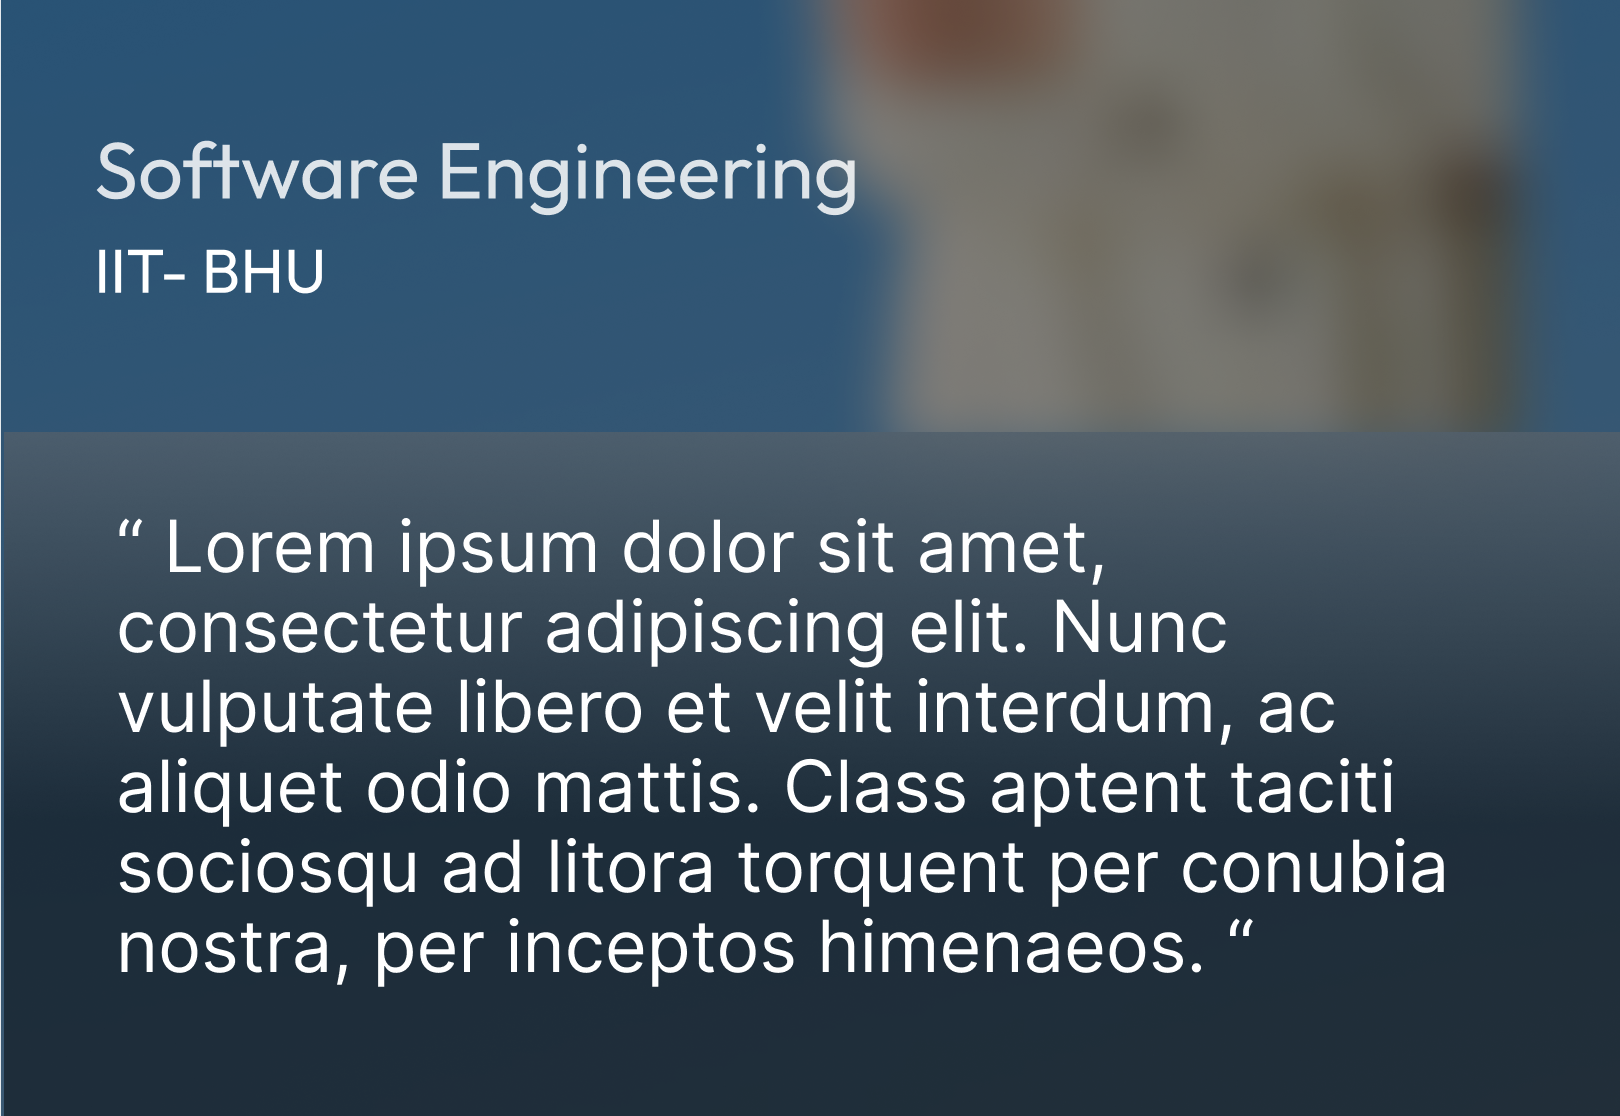 Software Engineering
IIT- BHU
“ Lorem ipsum dolor sit amet,
consectetur adipiscing elit. Nunc
vulputate libero et velit interdum, ac
aliquet odio mattis. Class aptent taciti
sociosqu ad litora torquent per conubia
nostra, per inceptos himenaeos. “